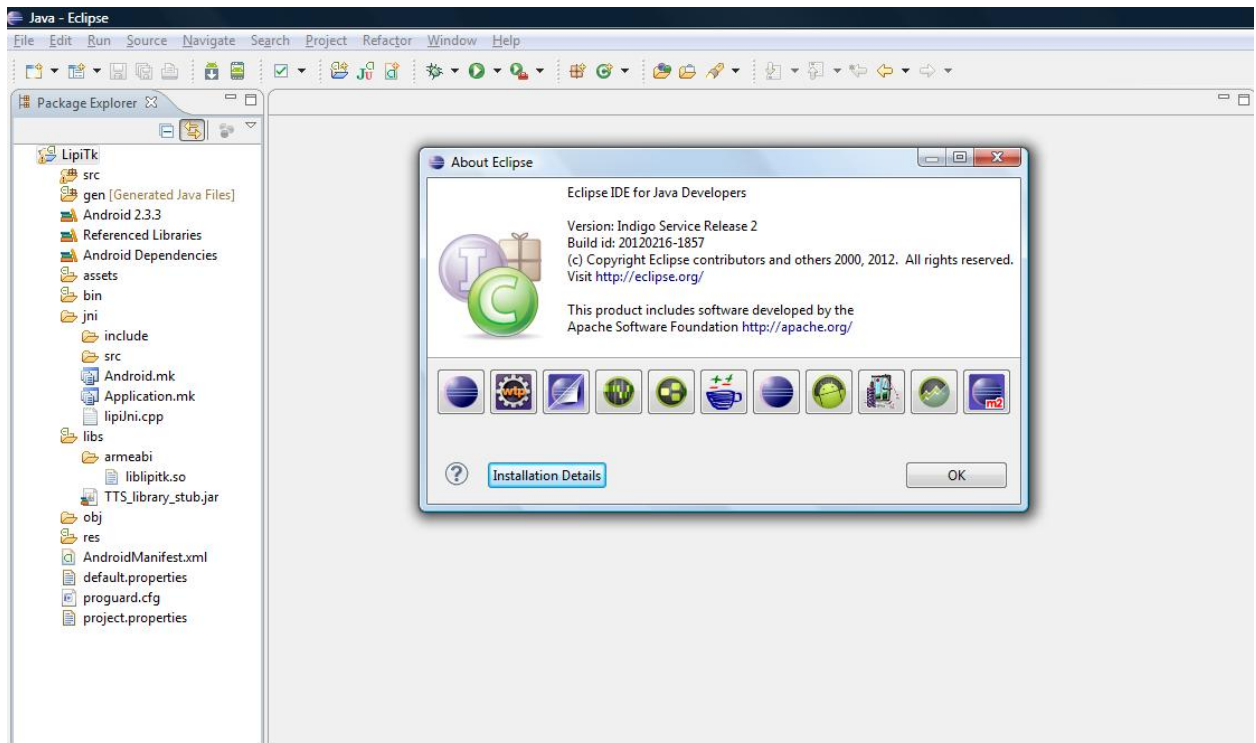 Java - Eclipse
File Edit Run Source Navigate Search Project Refactor Window Help
Package Explorer
LipiTk
src
gen [Generated Java Files]
Android 2.3.3
Referenced Libraries
Android Dependencies
assets
bin
jni
include
src
Android.mk
Application.mk
lipiJni.cpp
libs
armeabi
liblipitk.so
TTS_library_stub.jar
obj
res
AndroidManifest.xml
default.properties
proguard.cfg
project.properties
About Eclipse
Eclipse IDE for Java Developers
Version: Indigo Service Release 2
Build id: 20120216-1857
(c) Copyright Eclipse contributors and others 2000, 2012. All rights reserved.
Visit http://eclipse.org/
This product includes software developed by the
Apache Software Foundation http://apache.org/
wtp
m2
Installation Details
OK